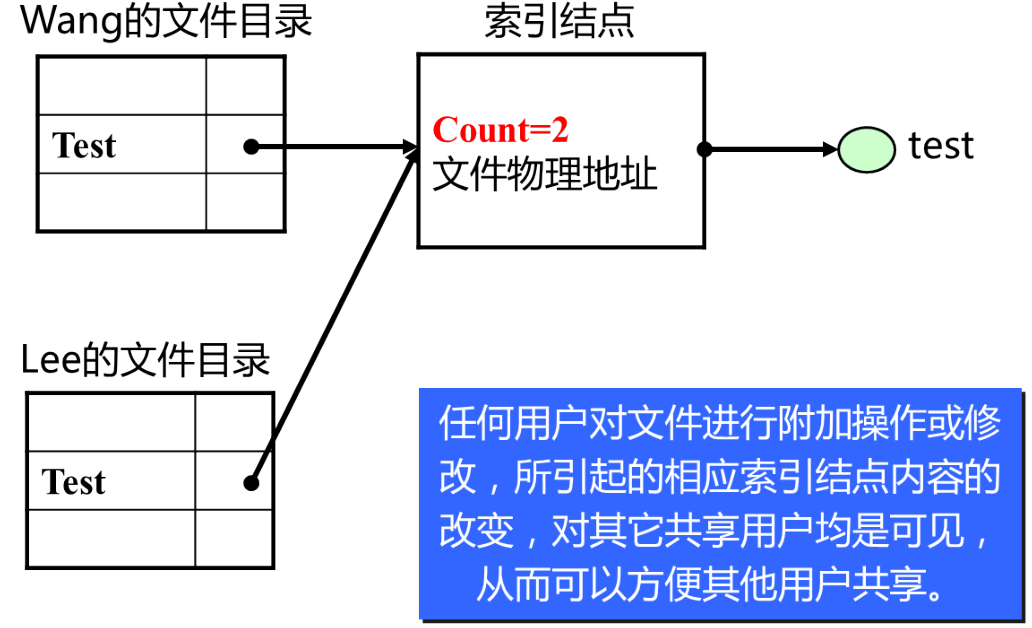 Wang的文件目录
索引结点
Test
Count=2
文件物理地址
test
Lee的文件目录
Test
任何用户对文件进行附加操作或修
改，所引起的相应索引结点内容的
改变，对其它共享用户均是可见，
从而可以方便其他用户共享。